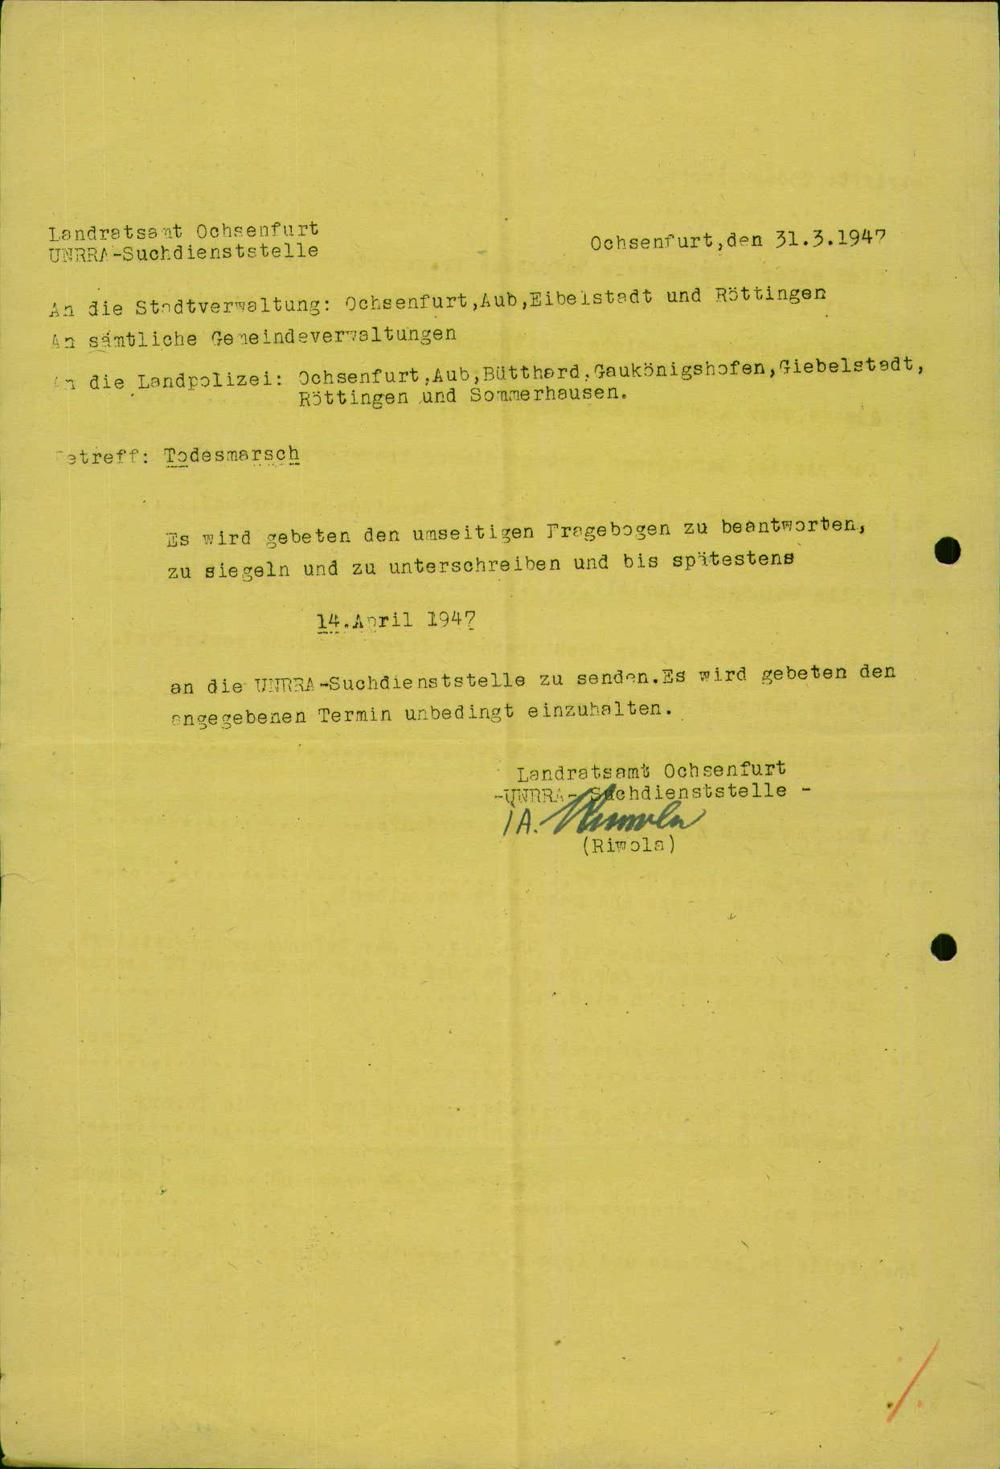 Landratsamt Ochsenfurt
UNRRA-Suchdienststelle
Ochsenfurt,den 31.3.1947
An die Stadtverwaltung: Ochsenfurt,Aub,Eibelstadt und Röttingen
An sämtliche Gemeindeverwaltungen
An die Landpolizei: Ochsenfurt,Aub,Bütthard,Gaukönigshofen,Giebelstadt,
Röttingen und Sommerhausen.
Betreff: Todesmarsch
Es wird gebeten den umseitigen Fragebogen zu beantworten,
zu siegeln und zu unterschreiben und bis spätestens
14.April 1947
an die UNRRA-Suchdienststelle zu senden.Es wird gebeten den
angegebenen Termin unbedingt einzuhalten.
Landratsamt Ochsenfurt
-UNRRA-Suchdienststelle -
IA.
(Riwola)